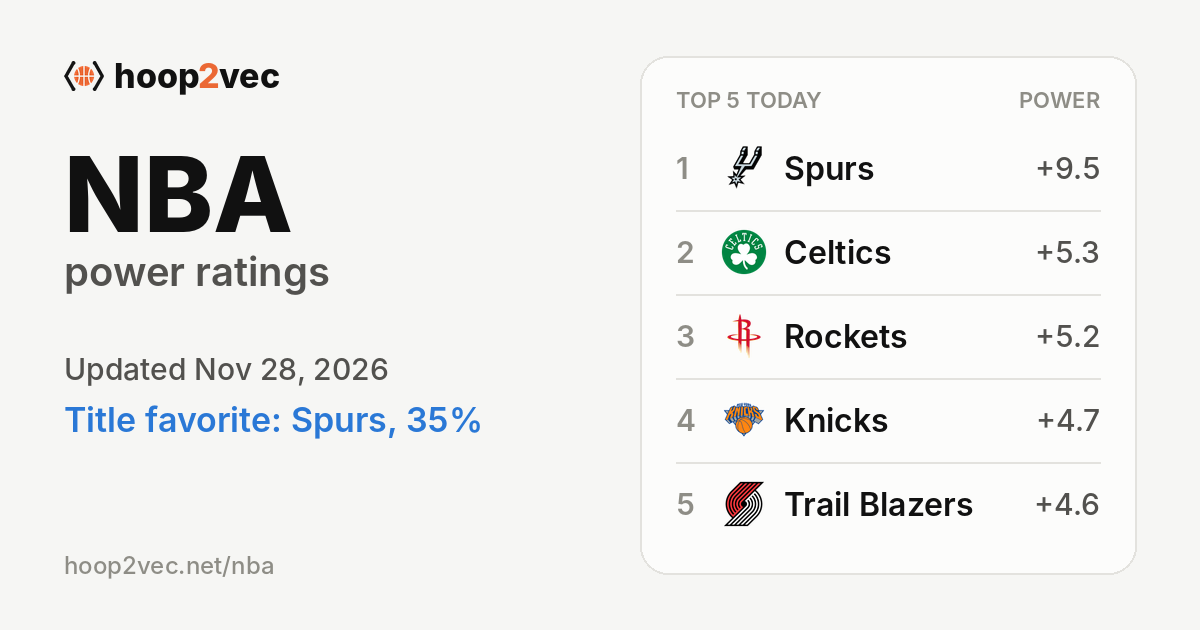 hoop2vec
NBA
power ratings
Updated Nov 28, 2026
Title favorite: Spurs, 35%
hoop2vec.net/nba
TOP 5 TODAY POWER
1 Spurs +9.5
2 CELTICS Celtics +5.3
3 R Rockets +5.2
4 KNICKS Knicks +4.7
5 Trail Blazers +4.6